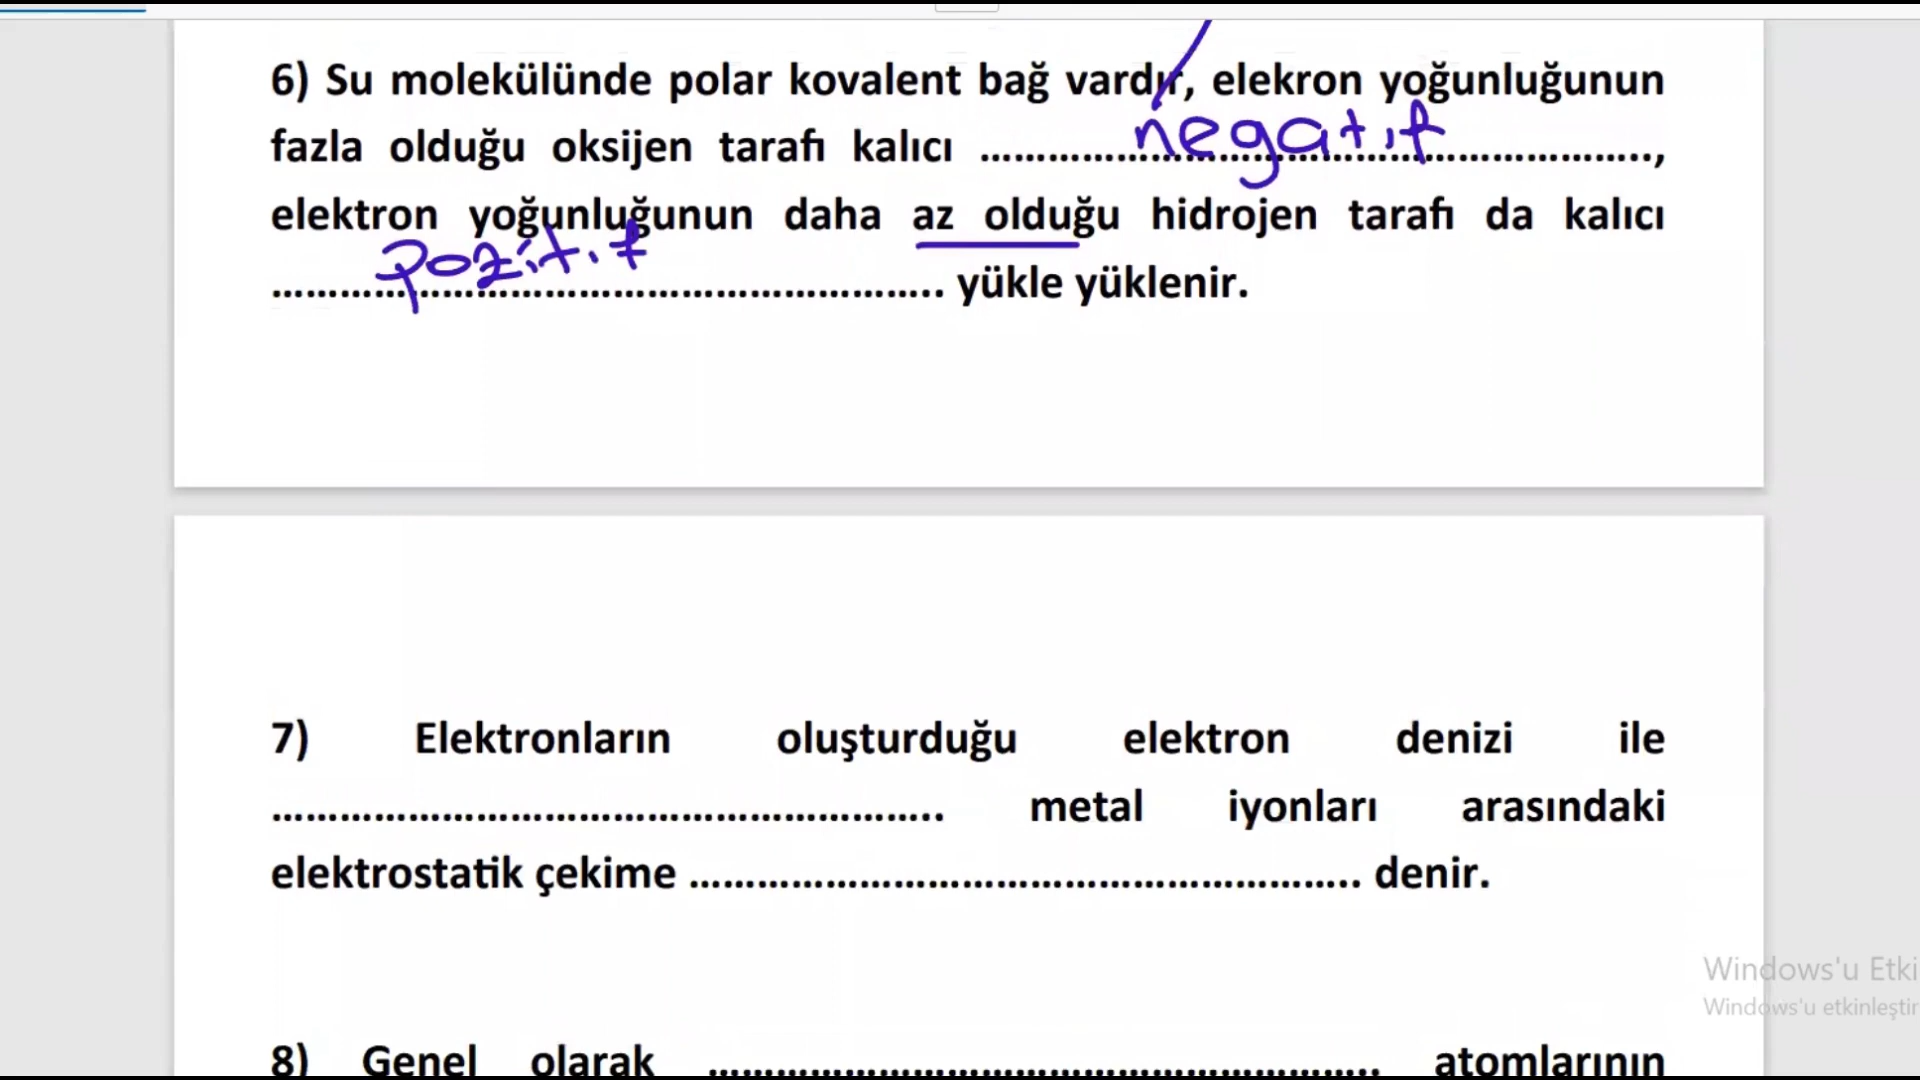 6) Su molekülünde polar kovalent bağ vardır, elekron yoğunluğunun
fazla olduğu oksijen tarafı kalıcı ……negatif……..,
elektron yoğunluğunun daha az olduğu hidrojen tarafı da kalıcı
……pozitif…….. yükle yüklenir.
7) Elektronların oluşturduğu elektron denizi ile
………………………………………………….. metal iyonları arasındaki
elektrostatik çekime ………………………………………………….. denir.
8) Genel olarak ………………………………………………….. atomlarının
Windows'u Etki
Windows'u etkinleştir